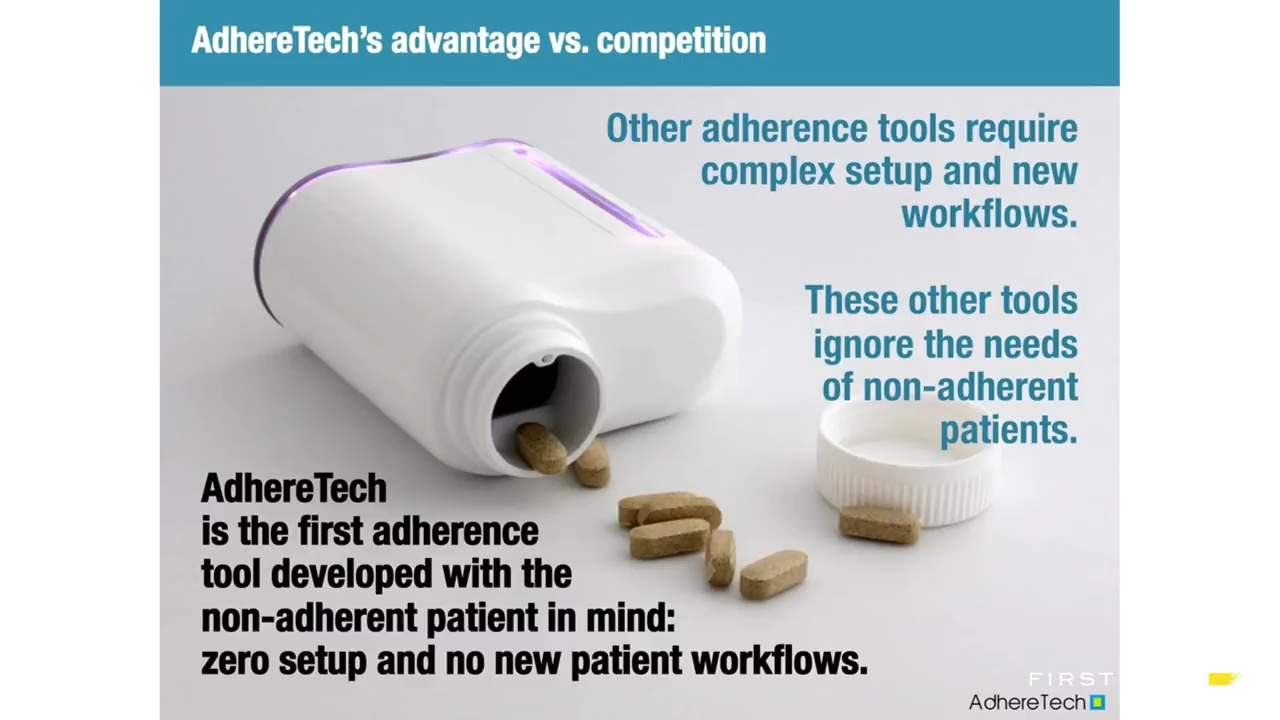 AdhereTech's advantage vs. competition
Other adherence tools require
complex setup and new
workflows.
These other tools
ignore the needs
of non-adherent
patients.
AdhereTech
is the first adherence
tool developed with the
non-adherent patient in mind:
zero setup and no new patient workflows.
FIRST
AdhereTech